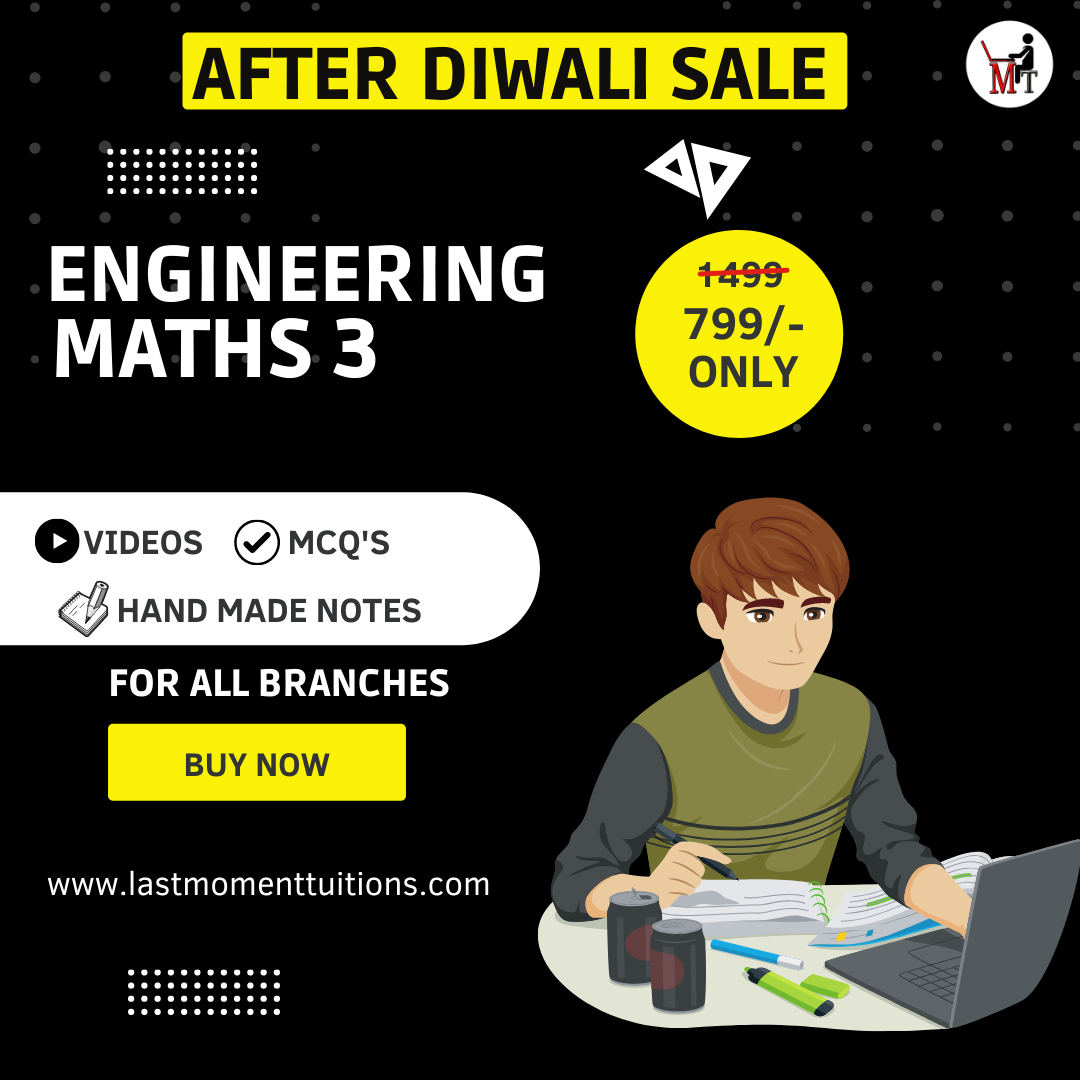 AFTER DIWALI SALE
MT
ENGINEERING
MATHS 3
1499
799/-
ONLY
VIDEOS MCQ'S
HAND MADE NOTES
FOR ALL BRANCHES
BUY NOW
www.lastmomenttuitions.com